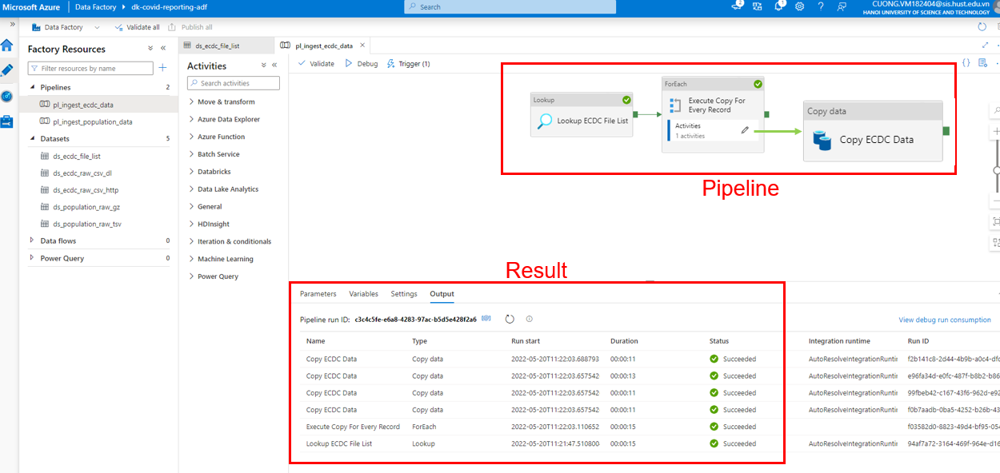 Microsoft Azure Data Factory dk-covid-reporting-adf Search 2 1 CUONG.VM182404@sis.hust.edu.vn
HANOI UNIVERSITY OF SCIENCE AND TECHNOLOGY
Data Factory Validate all Publish all
Factory Resources
Filter resources by name
Pipelines 2
pl_ingest_ecdc_data
pl_ingest_population_data
Datasets 5
ds_ecdc_file_list
ds_ecdc_raw_csv_dl
ds_ecdc_raw_csv_http
ds_population_raw_gz
ds_population_raw_tsv
Data flows 0
Power Query 0
ds_ecdc_file_list pl_ingest_ecdc_data
Activities
Search activities
Move & transform
Azure Data Explorer
Azure Function
Batch Service
Databricks
Data Lake Analytics
General
HDInsight
Iteration & conditionals
Machine Learning
Power Query
Validate Debug Trigger (1)
Lookup
Lookup ECDC File List
ForEach
Execute Copy For
Every Record
Activities
1 activities
Copy data
Copy ECDC Data
Pipeline
Result
Parameters Variables Settings Output
Pipeline run ID: c3c4c5fe-e6a8-4283-97ac-b5d5e428f2a6
View debug run consumption
Name Type Run start Duration Status Integration runtime Run ID
Copy ECDC Data Copy data 2022-05-20T11:22:03.688793 00:00:11 Succeeded AutoResolveIntegrationRuntin f2b141c8-2d44-4b9b-a0c4-dfc
Copy ECDC Data Copy data 2022-05-20T11:22:03.657542 00:00:13 Succeeded AutoResolveIntegrationRuntin e96fa34d-e0fc-487f-b8b2-b86
Copy ECDC Data Copy data 2022-05-20T11:22:03.657542 00:00:11 Succeeded AutoResolveIntegrationRuntin 99fbeb42-c167-43f6-962d-e92
Copy ECDC Data Copy data 2022-05-20T11:22:03.657542 00:00:11 Succeeded AutoResolveIntegrationRuntin f0b7aadb-0ba5-4252-b26b-43
Execute Copy For Every Record ForEach 2022-05-20T11:22:03.110652 00:00:15 Succeeded f03582d0-8823-49d4-bf95-054
Lookup ECDC File List Lookup 2022-05-20T11:21:47.510800 00:00:15 Succeeded AutoResolveIntegrationRuntin 94af7a72-3164-469f-964e-d16